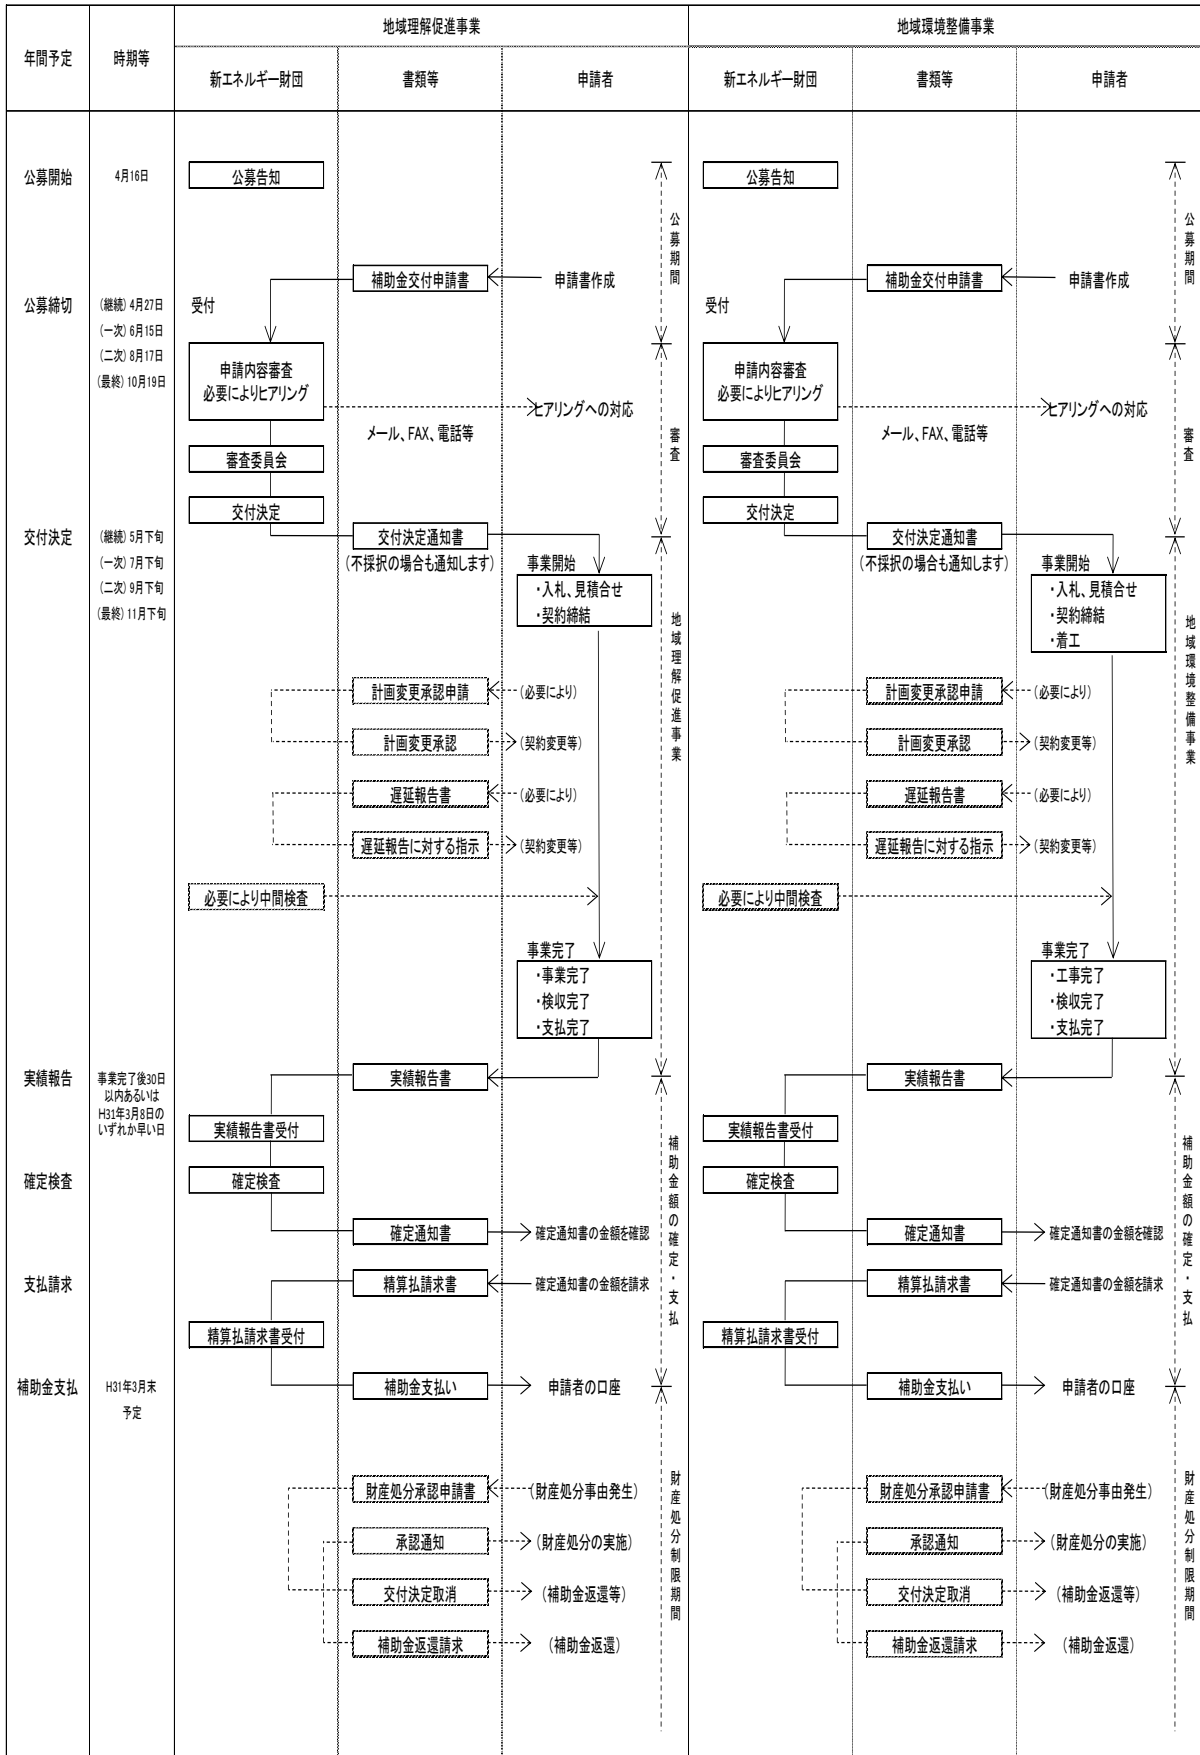 地域理解促進事業
地域環境整備事業
年間予定
時期等
新エネルギー財団
書類等
申請者
新エネルギー財団
書類等
申請者
公募開始
4月16日
公募告知
公募告知
公募期間
公募期間
補助金交付申請書
申請書作成
補助金交付申請書
申請書作成
公募締切
(継続) 4月27日
(一次) 6月15日
(二次) 8月17日
(最終) 10月19日
受付
受付
申請内容審査
必要によりヒアリング
申請内容審査
必要によりヒアリング
ヒアリングへの対応
ヒアリングへの対応
メール、FAX、電話等
メール、FAX、電話等
審査
審査
審査委員会
審査委員会
交付決定
交付決定
交付決定
(継続) 5月下旬
(一次) 7月下旬
(二次) 9月下旬
(最終) 11月下旬
交付決定通知書
(不採択の場合も通知します)
交付決定通知書
(不採択の場合も通知します)
事業開始
・入札、見積合せ
・契約締結
事業開始
・入札、見積合せ
・契約締結
・着工
地域理解促進事業
地域環境整備事業
計画変更承認申請
(必要により)
計画変更承認申請
(必要により)
計画変更承認
(契約変更等)
計画変更承認
(契約変更等)
遅延報告書
(必要により)
遅延報告書
(必要により)
遅延報告に対する指示
(契約変更等)
遅延報告に対する指示
(契約変更等)
必要により中間検査
必要により中間検査
事業完了
・事業完了
・検収完了
・支払完了
事業完了
・工事完了
・検収完了
・支払完了
実績報告
事業完了後30日
以内あるいは
H31年3月8日の
いずれか早い日
実績報告書
実績報告書
実績報告書受付
実績報告書受付
補助金額の確定・支払
補助金額の確定・支払
確定検査
確定検査
確定検査
確定通知書
確定通知書の金額を確認
確定通知書
確定通知書の金額を確認
支払請求
精算払請求書
確定通知書の金額を請求
精算払請求書
確定通知書の金額を請求
精算払請求書受付
精算払請求書受付
補助金支払
H31年3月末
予定
補助金支払い
申請者の口座
補助金支払い
申請者の口座
財産処分制限期間
財産処分制限期間
財産処分承認申請書
(財産処分事由発生)
財産処分承認申請書
(財産処分事由発生)
承認通知
(財産処分の実施)
承認通知
(財産処分の実施)
交付決定取消
(補助金返還等)
交付決定取消
(補助金返還等)
補助金返還請求
(補助金返還)
補助金返還請求
(補助金返還)